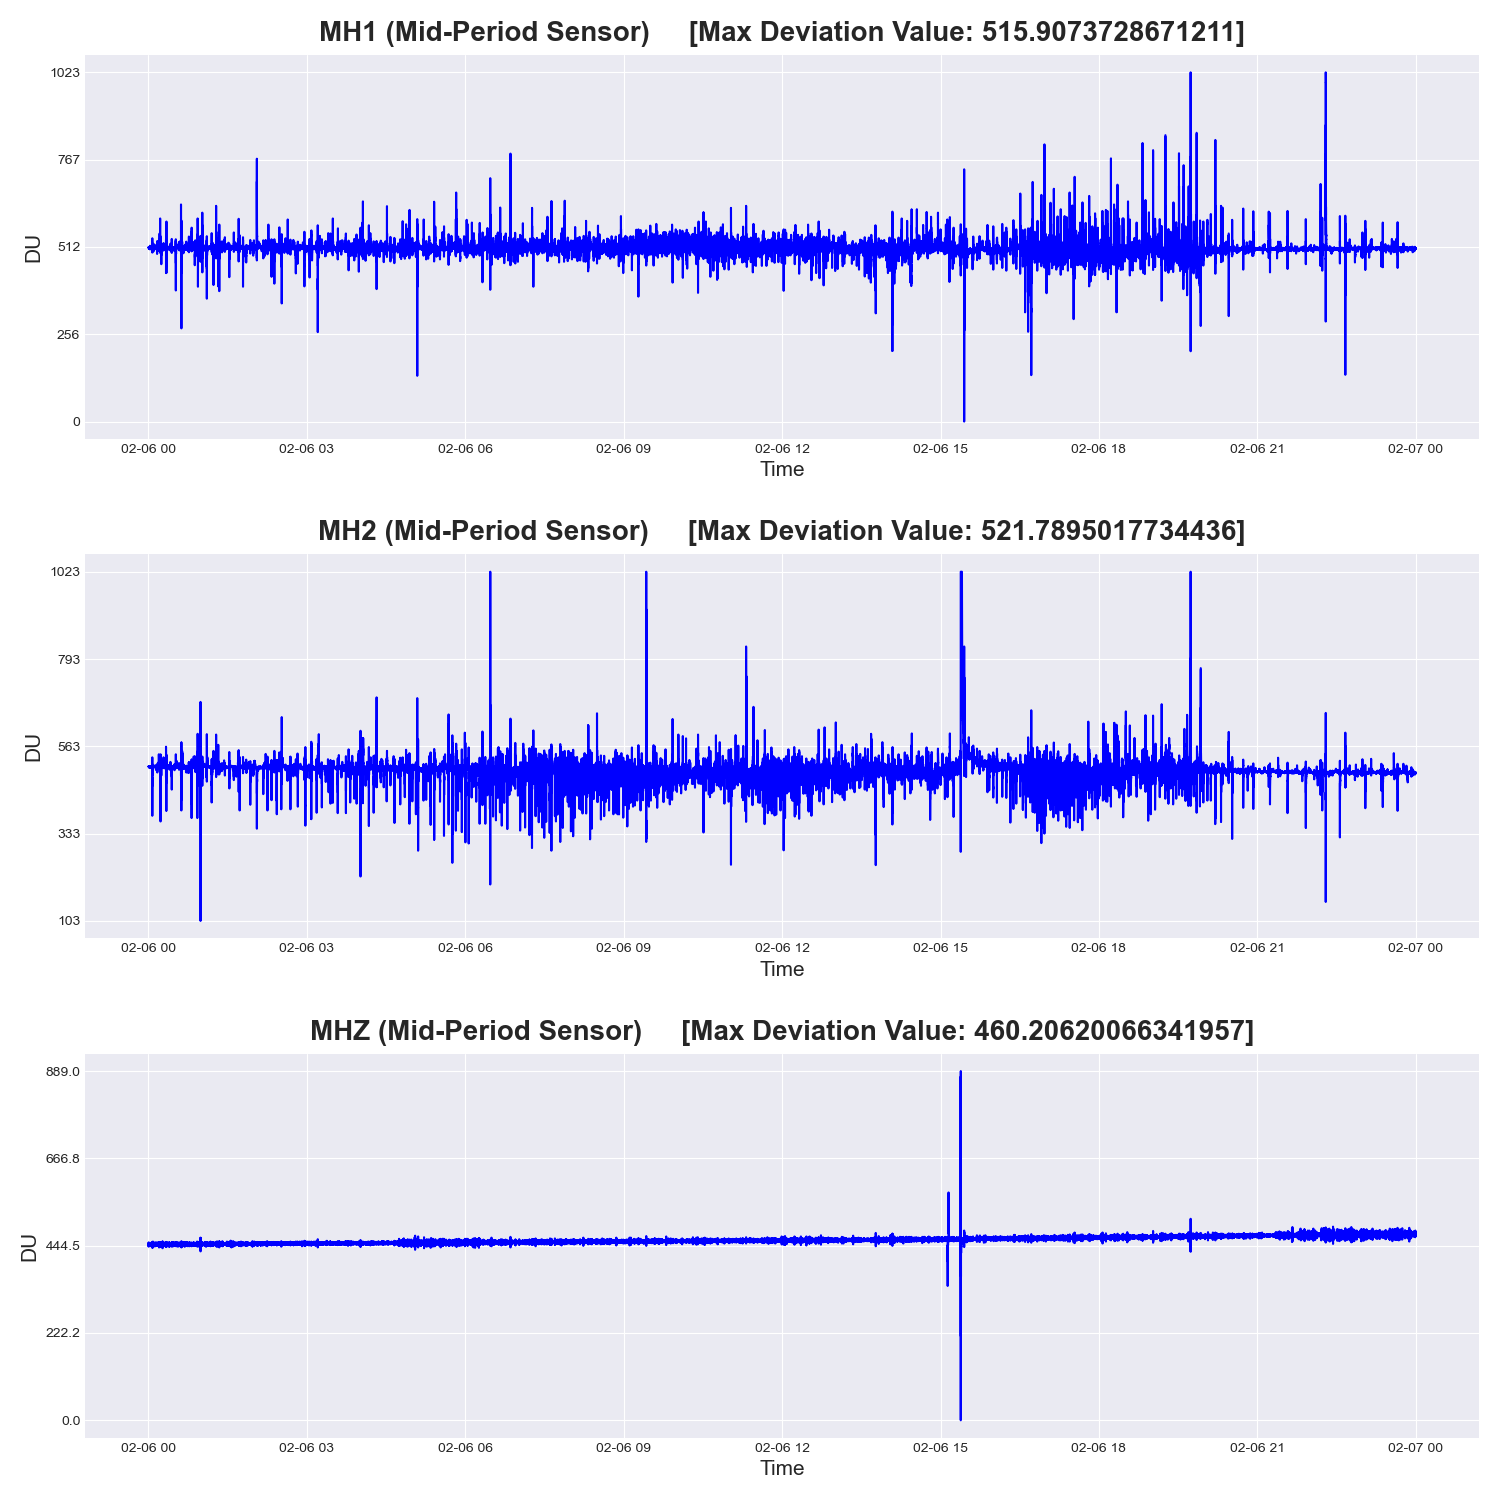 MH1 (Mid-Period Sensor) [Max Deviation Value: 515.9073728671211]
1023
767
512
256
0
DU
02-06 00 02-06 03 02-06 06 02-06 09 02-06 12 02-06 15 02-06 18 02-06 21 02-07 00
Time
MH2 (Mid-Period Sensor) [Max Deviation Value: 521.7895017734436]
1023
793
563
333
103
DU
02-06 00 02-06 03 02-06 06 02-06 09 02-06 12 02-06 15 02-06 18 02-06 21 02-07 00
Time
MHZ (Mid-Period Sensor) [Max Deviation Value: 460.20620066341957]
889.0
666.8
444.5
222.2
0.0
DU
02-06 00 02-06 03 02-06 06 02-06 09 02-06 12 02-06 15 02-06 18 02-06 21 02-07 00
Time